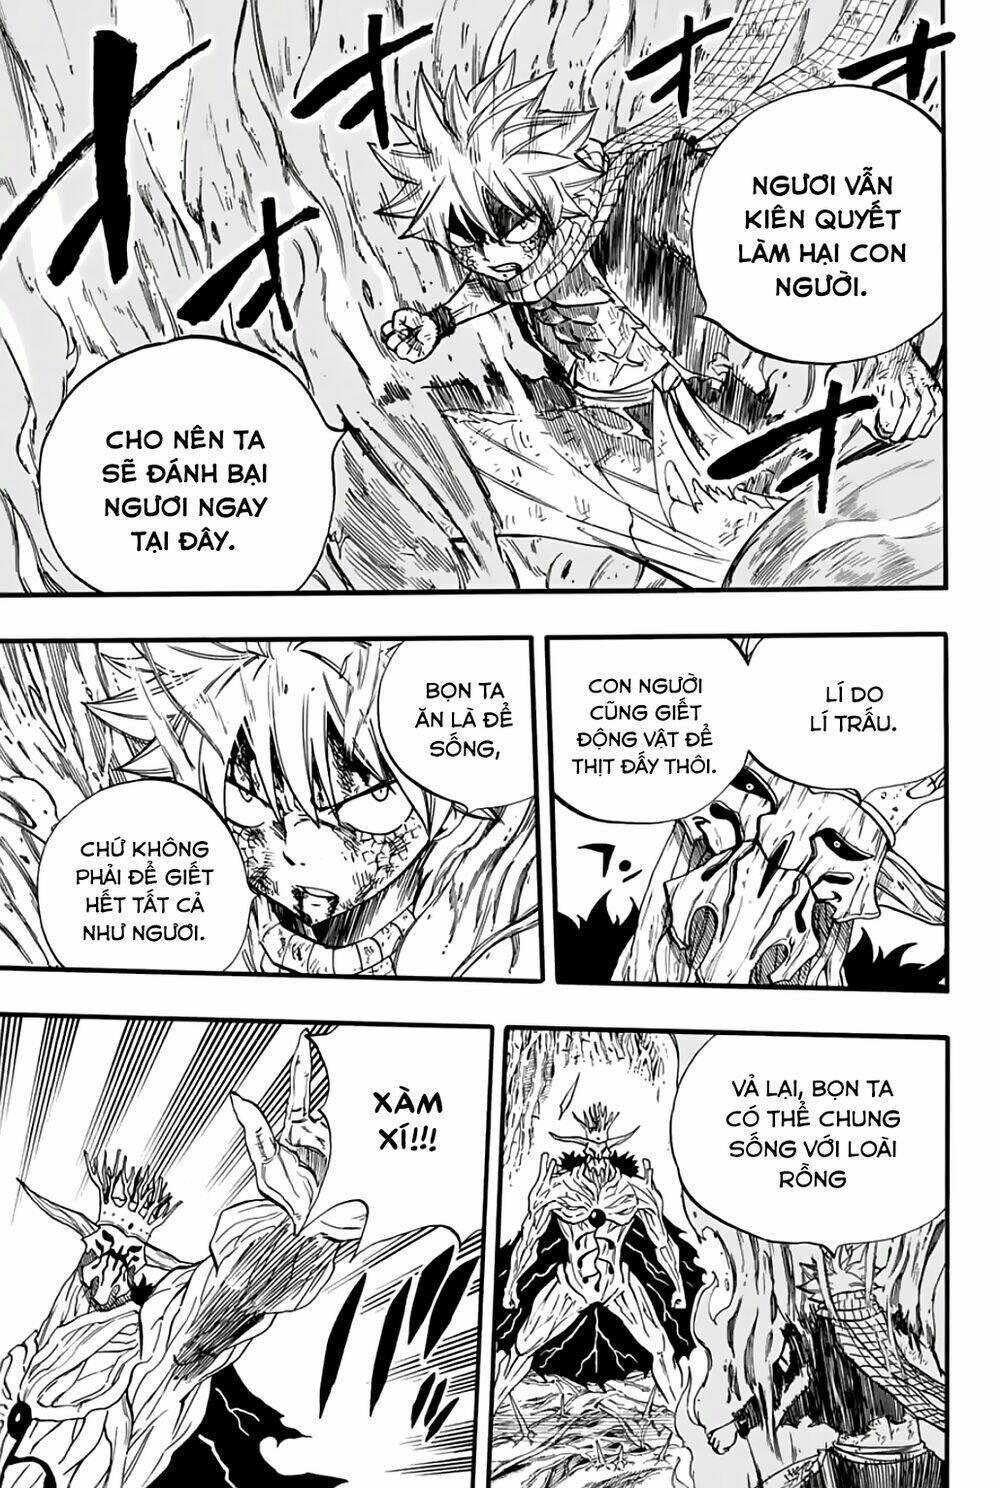 NGƯƠI VẪN
KIÊN QUYẾT
LÀM HẠI CON
NGƯỜI.
CHO NÊN TA
SẼ ĐÁNH BẠI
NGƯƠI NGAY
TẠI ĐÂY.
LÍ DO
LÍ TRẤU.
CON NGƯỜI
CŨNG GIẾT
ĐỘNG VẬT ĐỂ
THỊT ĐẤY THÔI.
BỌN TA
ĂN LÀ ĐỂ
SỐNG,
CHỨ KHÔNG
PHẢI ĐỂ GIẾT
HẾT TẤT CẢ
NHƯ NGƯƠI.
VẢ LẠI, BỌN TA
CÓ THỂ CHUNG
SỐNG VỚI LOÀI
RỒNG
XÀM
XÍ!!!